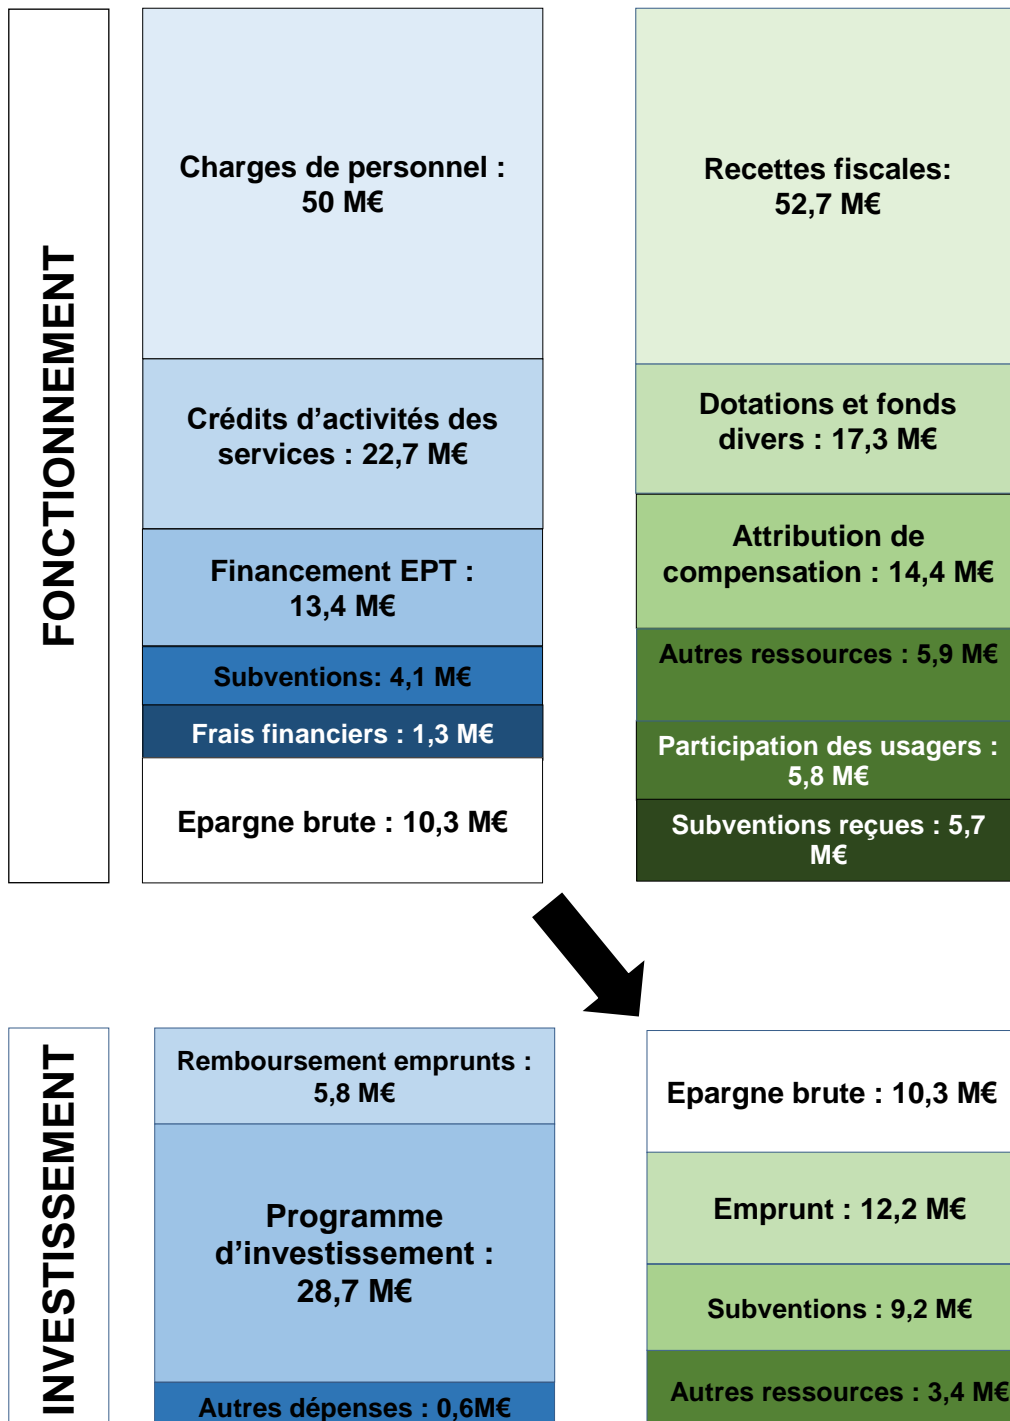 FONCTIONNEMENT
Charges de personnel :
50 M€
Crédits d’activités des
services : 22,7 M€
Financement EPT :
13,4 M€
Subventions: 4,1 M€
Frais financiers : 1,3 M€
Epargne brute : 10,3 M€
Recettes fiscales:
52,7 M€
Dotations et fonds
divers : 17,3 M€
Attribution de
compensation : 14,4 M€
Autres ressources : 5,9 M€
Participation des usagers :
5,8 M€
Subventions reçues : 5,7
M€
INVESTISSEMENT
Remboursement emprunts :
5,8 M€
Programme
d’investissement :
28,7 M€
Autres dépenses : 0,6M€
Epargne brute : 10,3 M€
Emprunt : 12,2 M€
Subventions : 9,2 M€
Autres ressources : 3,4 M€